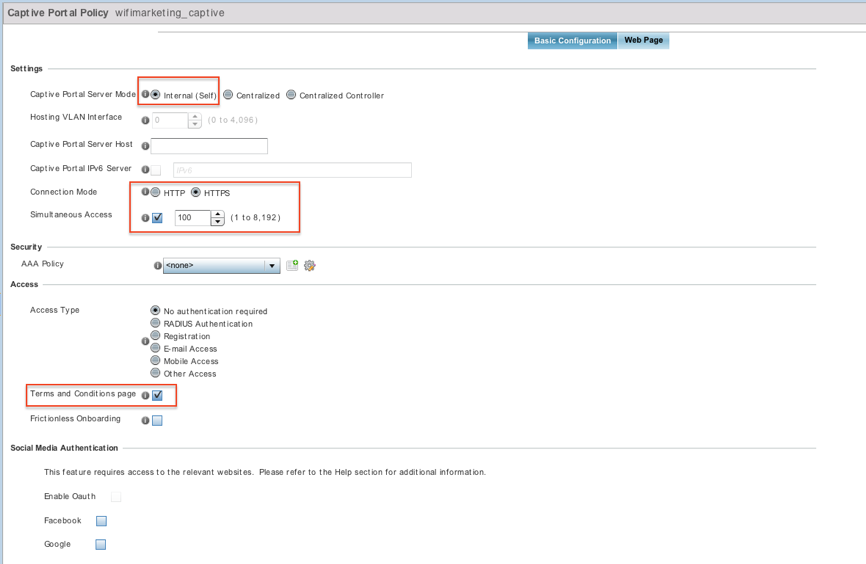 Captive Portal Policy wifimarketing_captive
Basic Configuration Web Page
Settings
Captive Portal Server Mode Internal (Self) Centralized Centralized Controller
Hosting VLAN Interface 0 (0 to 4,096)
Captive Portal Server Host
Captive Portal IPv6 Server IPv6
Connection Mode HTTP HTTPS
Simultaneous Access 100 (1 to 8,192)
Security
AAA Policy <none>
Access
Access Type No authentication required
RADIUS Authentication
Registration
E-mail Access
Mobile Access
Other Access
Terms and Conditions page
Frictionless Onboarding
Social Media Authentication
This feature requires access to the relevant websites. Please refer to the Help section for additional information.
Enable Oauth
Facebook
Google